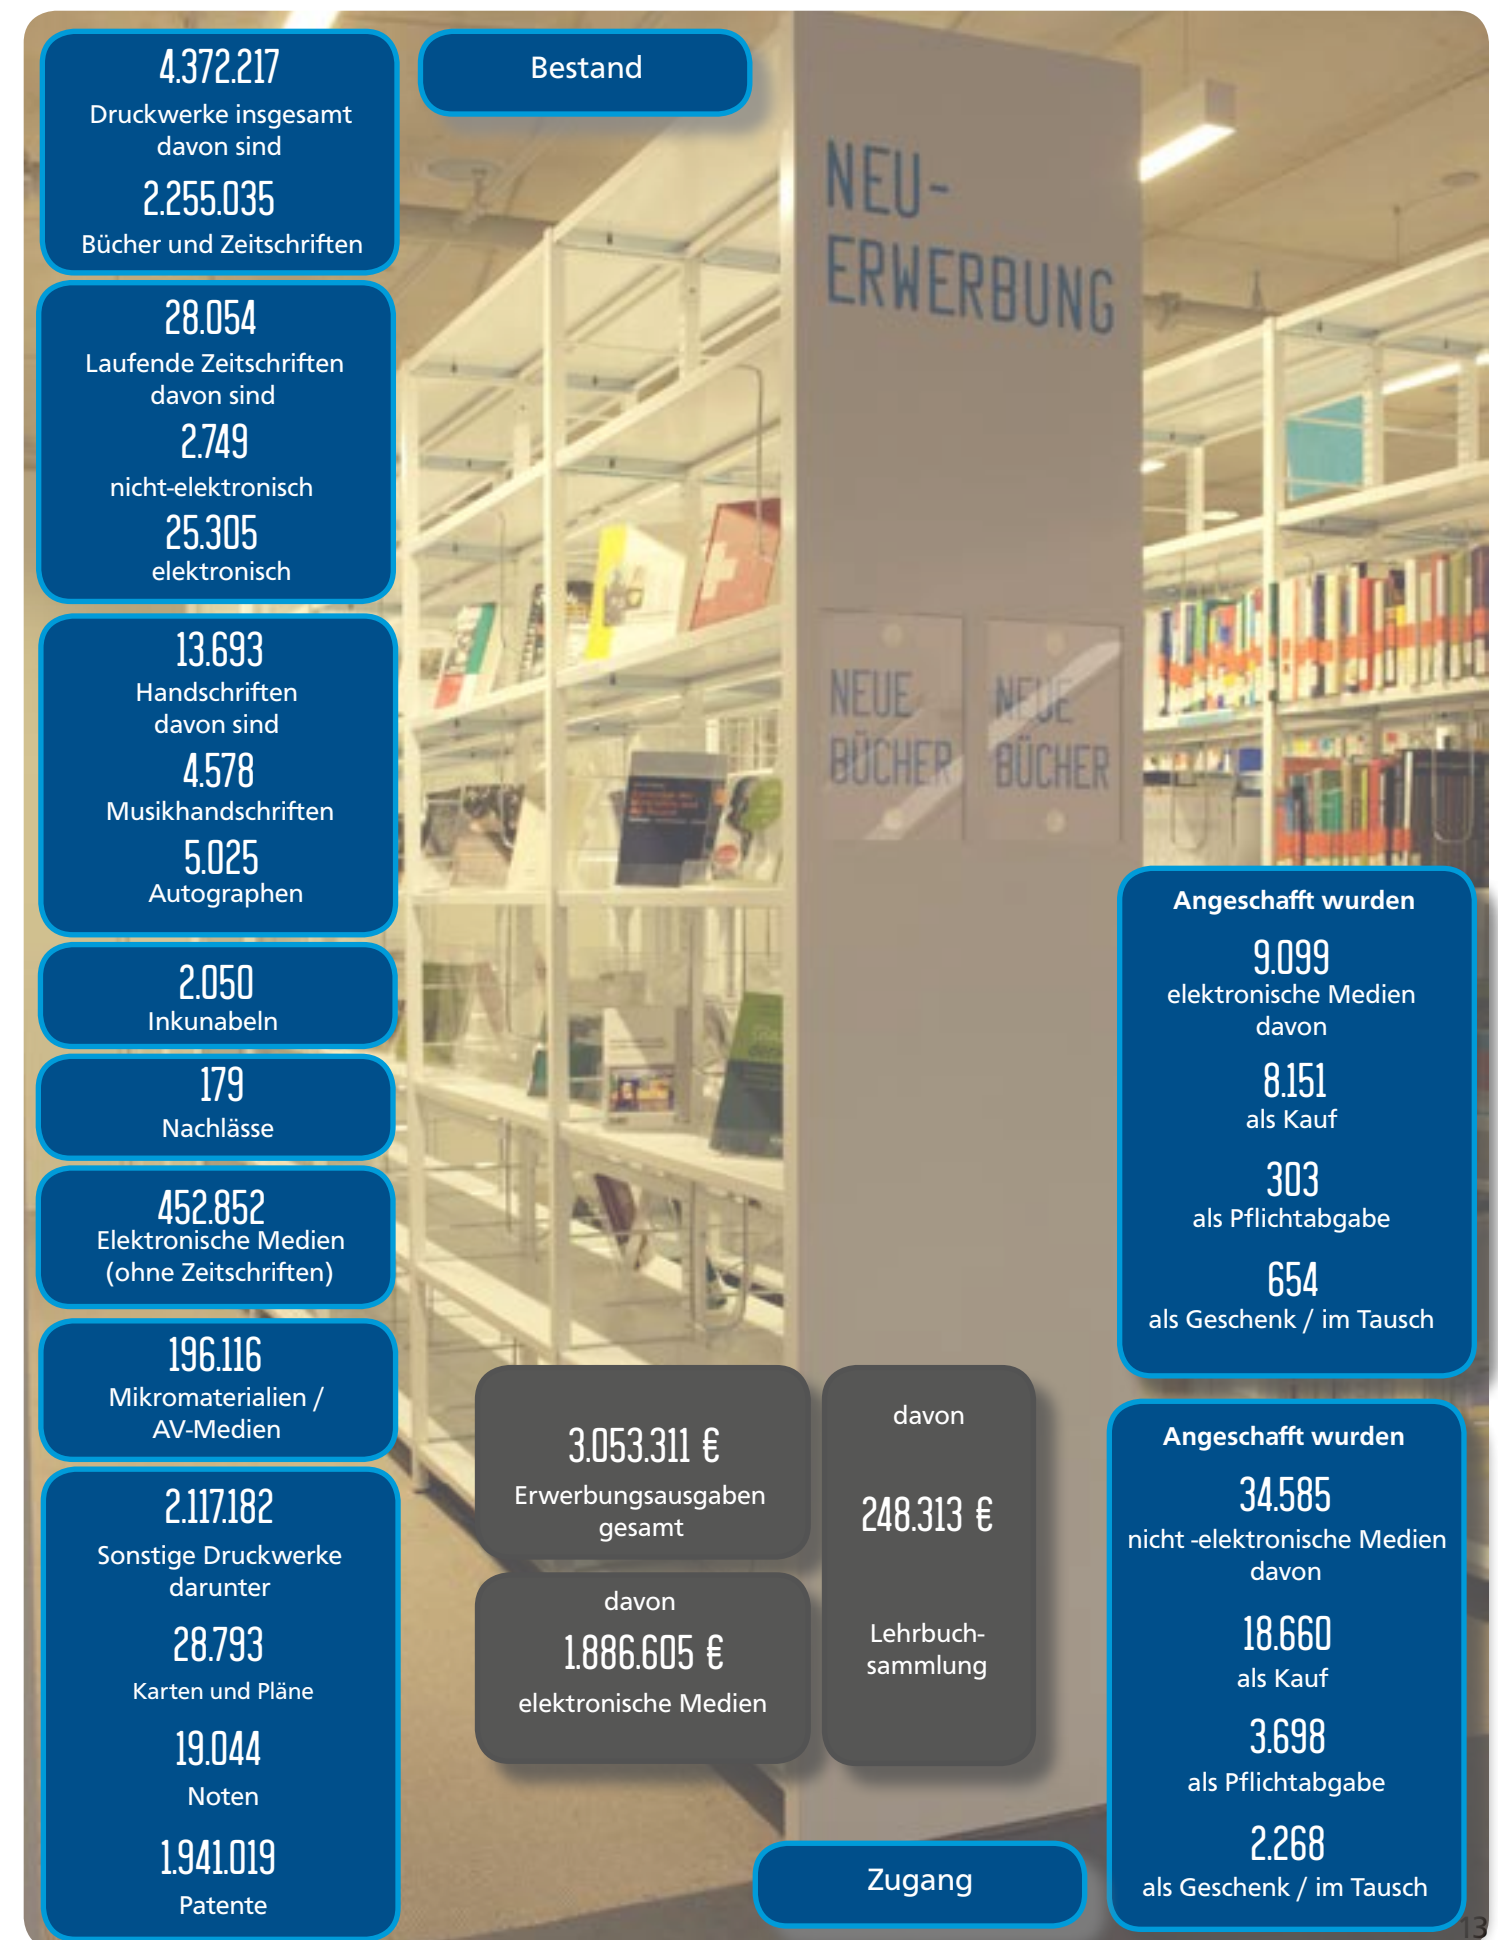 4.372.217
Druckwerke insgesamt
davon sind
2.255.035
Bücher und Zeitschriften
28.054
Laufende Zeitschriften
davon sind
2.749
nicht-elektronisch
25.305
elektronisch
13.693
Handschriften
davon sind
4.578
Musikhandschriften
5.025
Autographen
2.050
Inkunabeln
179
Nachlässe
452.852
Elektronische Medien
(ohne Zeitschriften)
196.116
Mikromaterialien /
AV-Medien
2.117.182
Sonstige Druckwerke
darunter
28.793
Karten und Pläne
19.044
Noten
1.941.019
Patente
Bestand
NEU-
ERWERBUNG
NEUE
BÜCHER
NEUE
BÜCHER
3.053.311 €
Erwerbungsausgaben
gesamt
davon
1.886.605 €
elektronische Medien
davon
248.313 €
Lehrbuch-
sammlung
Zugang
Angeschafft wurden
9.099
elektronische Medien
davon
8.151
als Kauf
303
als Pflichtabgabe
654
als Geschenk / im Tausch
Angeschafft wurden
34.585
nicht -elektronische Medien
davon
18.660
als Kauf
3.698
als Pflichtabgabe
2.268
als Geschenk / im Tausch
13